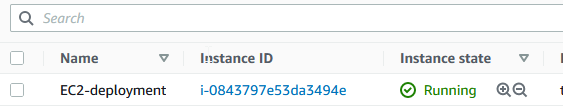 Search
Name Instance ID Instance state
EC2-deployment i-0843797e53da3494e Running